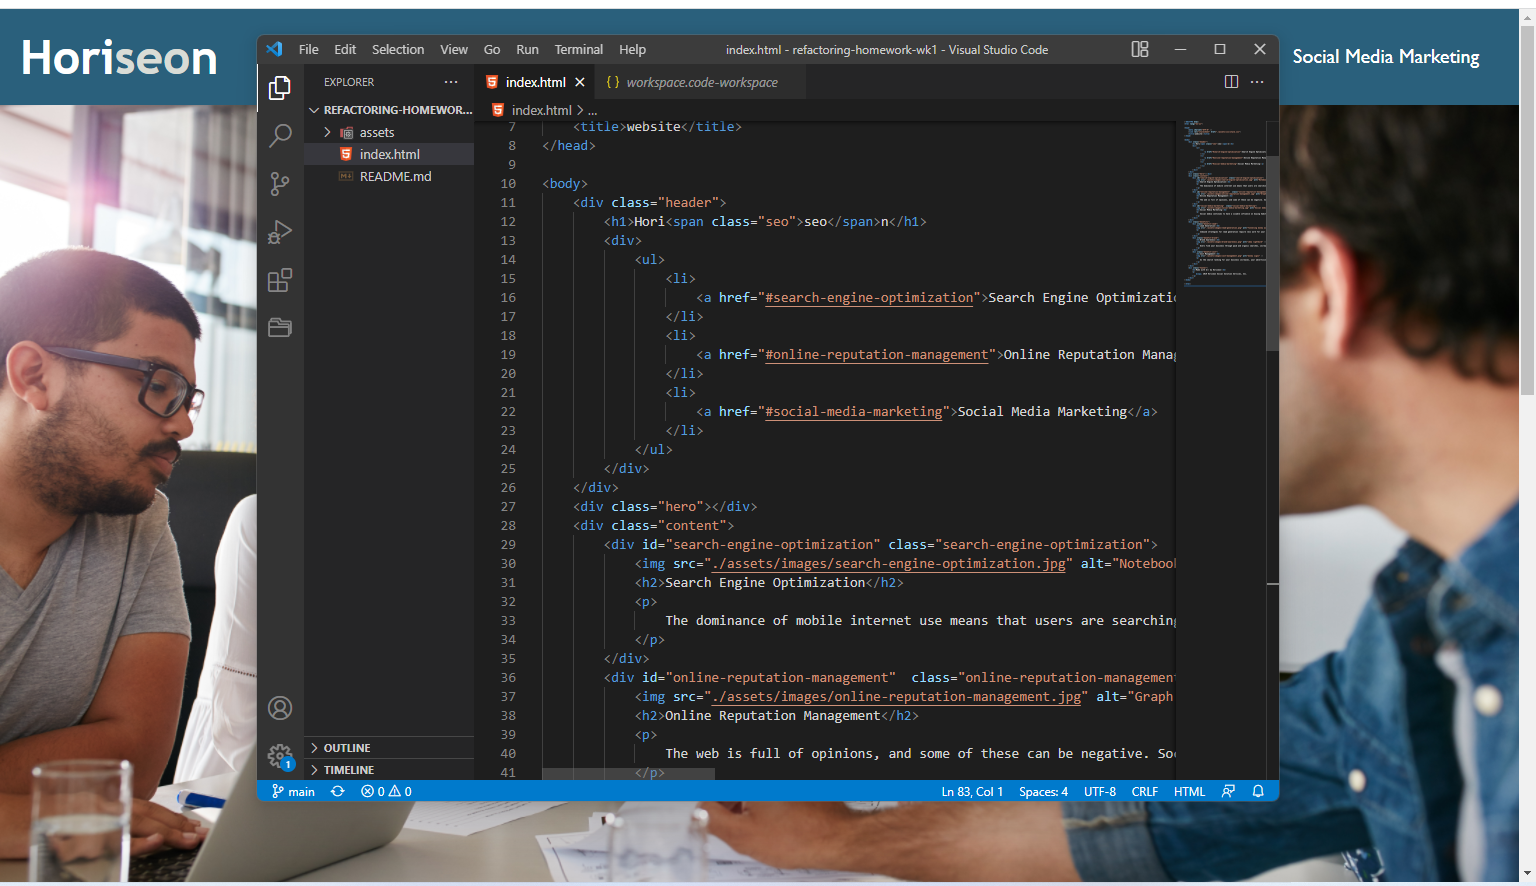 Horiseon
Social Media Marketing
File Edit Selection View Go Run Terminal Help
index.html - refactoring-homework-wk1 - Visual Studio Code
EXPLORER
REFACTORING-HOMEWOR...
assets
index.html
README.md
OUTLINE
TIMELINE
index.html
{ } workspace.code-workspace
index.html > ...
7 <title>website</title>
8 </head>
9
10 <body>
11 <div class="header">
12 <h1>Hori<span class="seo">seo</span>n</h1>
13 <div>
14 <ul>
15 <li>
16 <a href="#search-engine-optimization">Search Engine Optimizatio
17 </li>
18 <li>
19 <a href="#online-reputation-management">Online Reputation Mana
20 </li>
21 <li>
22 <a href="#social-media-marketing">Social Media Marketing</a>
23 </li>
24 </ul>
25 </div>
26 </div>
27 <div class="hero"></div>
28 <div class="content">
29 <div id="search-engine-optimization" class="search-engine-optimization">
30 <img src="./assets/images/search-engine-optimization.jpg" alt="Notebook
31 <h2>Search Engine Optimization</h2>
32 <p>
33 The dominance of mobile internet use means that users are searching
34 </p>
35 </div>
36 <div id="online-reputation-management"  class="online-reputation-management
37 <img src="./assets/images/online-reputation-management.jpg" alt="Graph
38 <h2>Online Reputation Management</h2>
39 <p>
40 The web is full of opinions, and some of these can be negative. Soc
41 </p>
1
main 0 0 Ln 83, Col 1 Spaces: 4 UTF-8 CRLF HTML